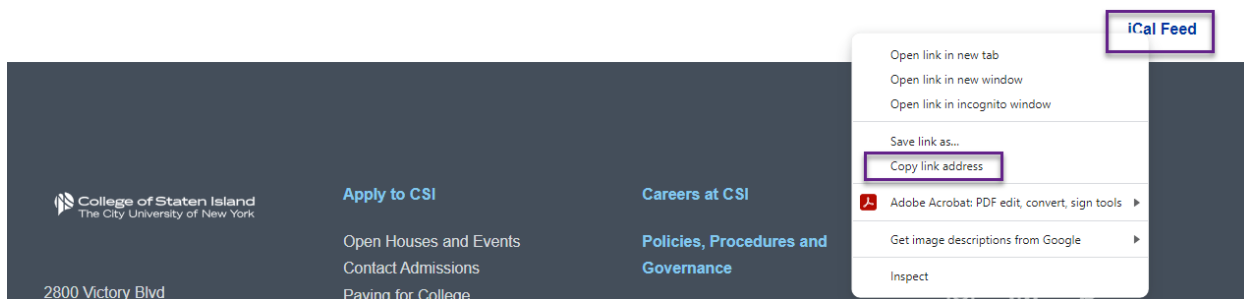 iCal Feed
Open link in new tab
Open link in new window
Open link in incognito window
Save link as...
Copy link address
Adobe Acrobat: PDF edit, convert, sign tools
Get image descriptions from Google
Inspect
College of Staten Island
The City University of New York
2800 Victory Blvd
Apply to CSI
Open Houses and Events
Contact Admissions
Paying for College
Careers at CSI
Policies, Procedures and
Governance